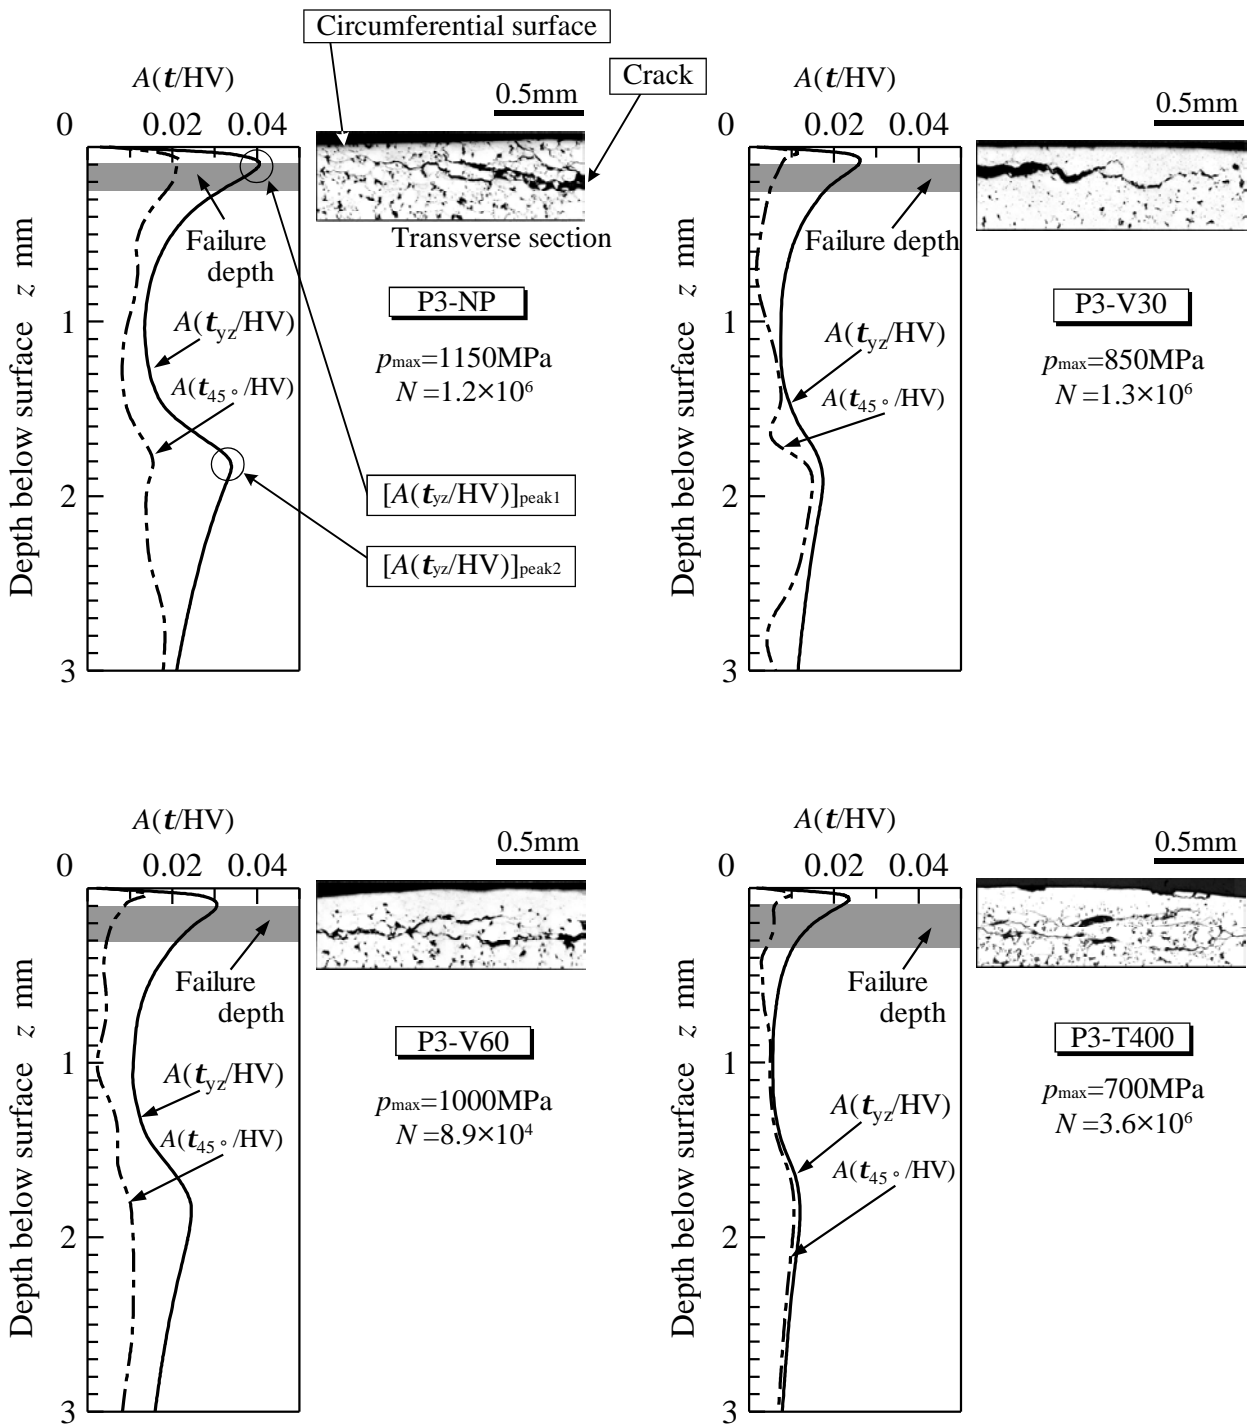 Circumferential surface
A(t/HV)
Crack
0.5mm
0 0.02 0.04
Failure
depth
Transverse section
A(tyz/HV)
A(t45°/HV)
P3-NP
pmax=1150MPa
N=1.2×10⁶
[A(tyz/HV)]peak1
[A(tyz/HV)]peak2
1
2
3
Depth below surface z mm
A(t/HV)
0.5mm
0 0.02 0.04
Failure depth
A(tyz/HV)
A(t45°/HV)
P3-V30
pmax=850MPa
N=1.3×10⁶
1
2
3
Depth below surface z mm
A(t/HV)
0.5mm
0 0.02 0.04
Failure
depth
A(tyz/HV)
A(t45°/HV)
P3-V60
pmax=1000MPa
N=8.9×10⁴
1
2
3
Depth below surface z mm
A(t/HV)
0.5mm
0 0.02 0.04
Failure
depth
A(tyz/HV)
A(t45°/HV)
P3-T400
pmax=700MPa
N=3.6×10⁶
1
2
3
Depth below surface z mm